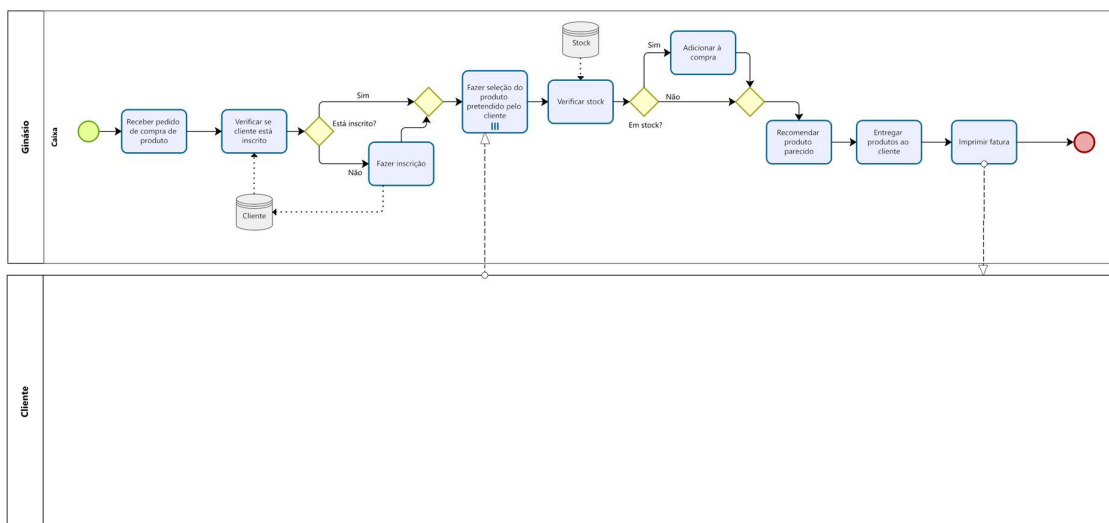 Ginásio
Caixa
Receber pedido
de compra de
produto
Verificar se
cliente está
inscrito
Cliente
Está inscrito?
Sim
Não
Fazer inscrição
Fazer seleção do
produto
pretendido pelo
cliente
Stock
Verificar stock
Em stock?
Sim
Não
Adicionar à
compra
Recomendar
produto
parecido
Entregar
produtos ao
cliente
Imprimir fatura
Cliente